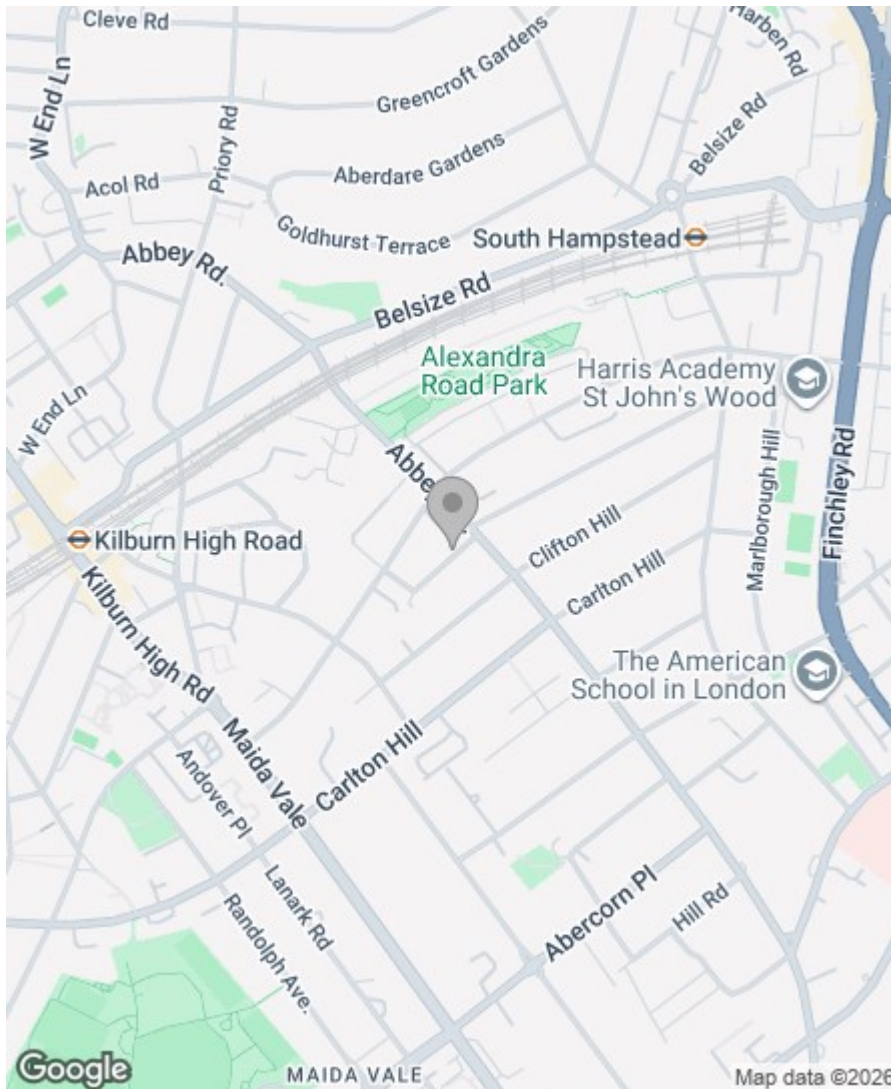 Cleve Rd
Harben Rd
W End Ln
Greencroft Gardens
Belsize Rd
Priory Rd
Aberdare Gardens
Acol Rd
Goldhurst Terrace
South Hampstead
Abbey Rd.
Belsize Rd
Alexandra
Road Park
Harris Academy
St John's Wood
W End Ln
Abbe
Marlborough Hill
Finchley Rd
Kilburn High Road
Clifton Hill
Carlton Hill
Kilburn High Rd
The American
School in London
Maida Vale
Carlton Hill
Andover Pl
Lanark Rd
Randolph Ave.
Abercorn Pl
Hill Rd
Google
MAIDA VALE
Map data ©2026